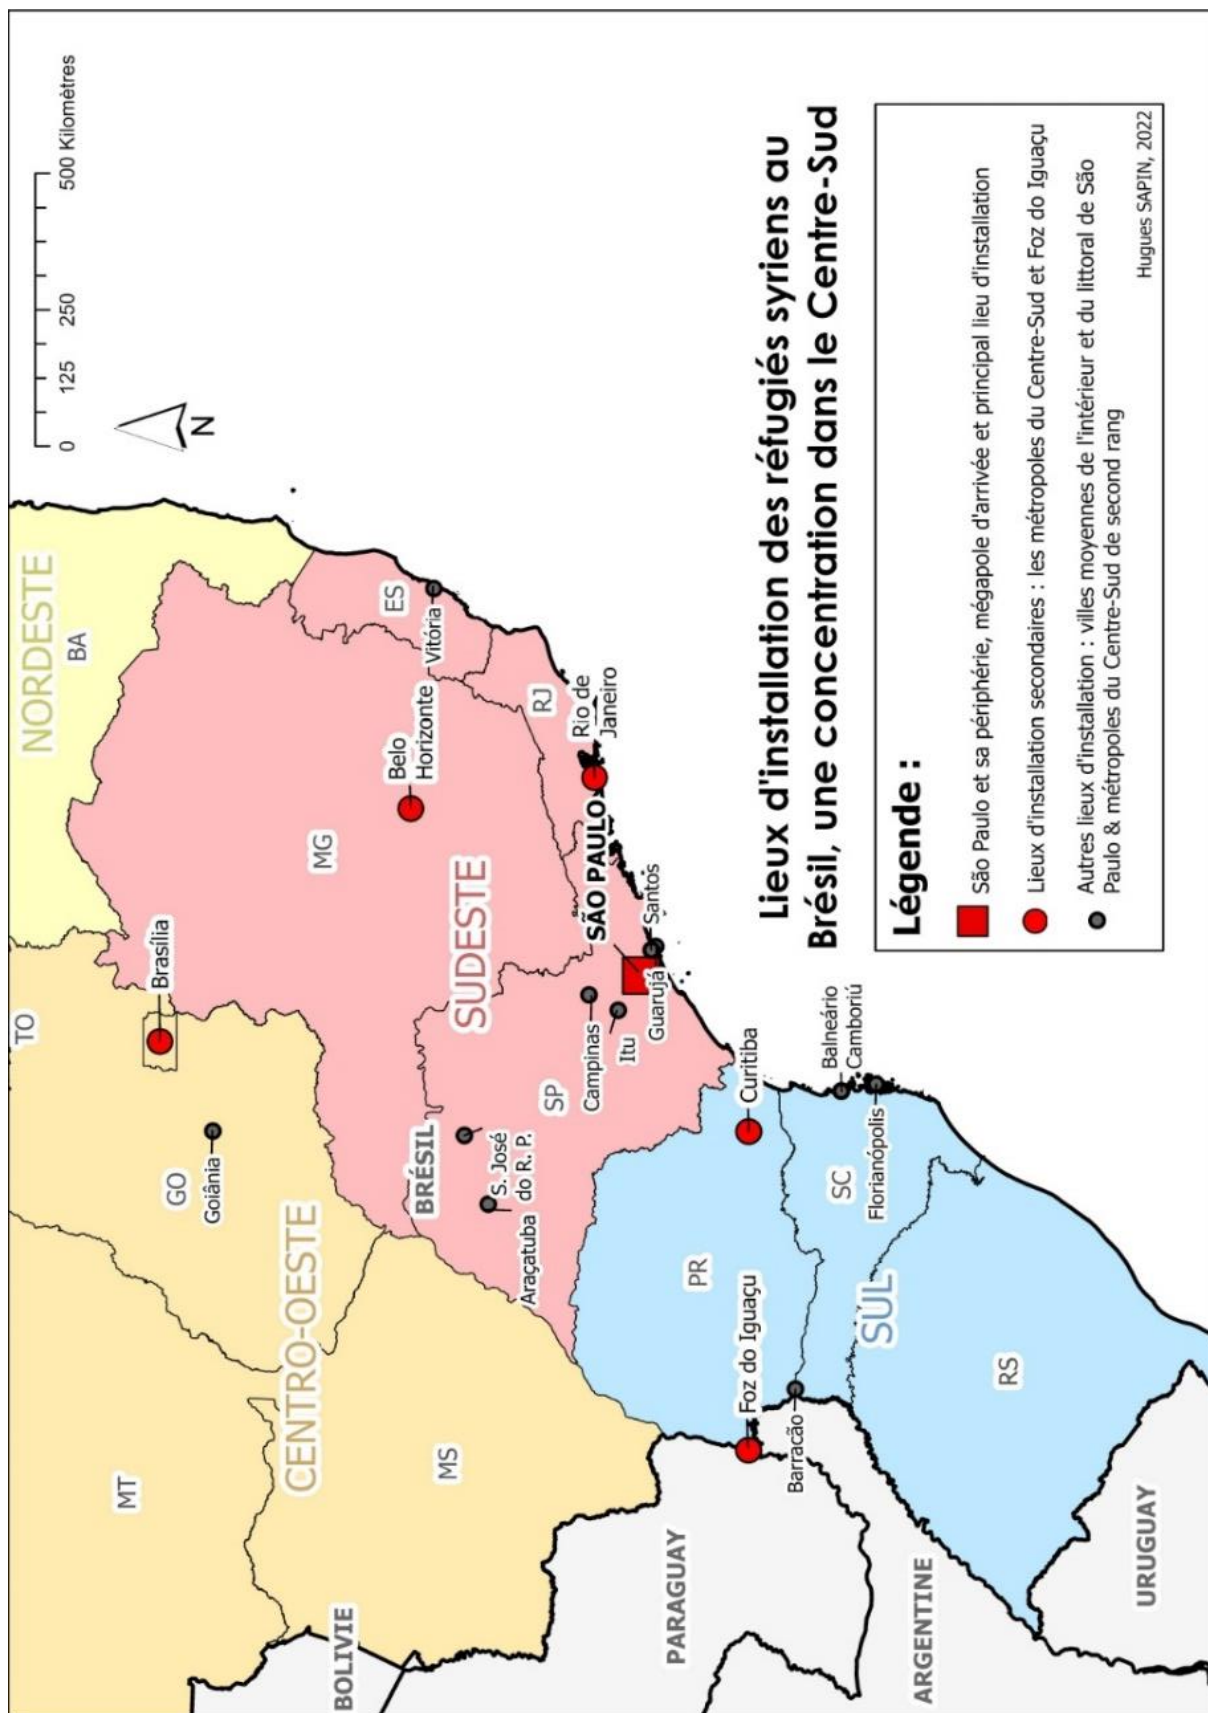 0 125 250 500 Kilomètres
N
NORDESTE
BA
TO
Brasília
MT
GO
Goiânia
CENTRO-OESTE
MG
ES
Vitória
Belo
Horizonte
BOLIVIE
MS
BRÉSIL
SUDESTE
S. José
do R. P.
Araçatuba
SP
RJ
Rio de
Janeiro
SÃO PAULO
Campinas
Itu
Santos
Guarujá
PARAGUAY
PR
Curitiba
Foz do Iguaçu
Barracão
Balneário
Camboriú
SC
Florianópolis
SUL
ARGENTINE
RS
URUGUAY
Lieux d'installation des réfugiés syriens au
Brésil, une concentration dans le Centre-Sud
Légende :
São Paulo et sa périphérie, mégapole d'arrivée et principal lieu d'installation
Lieux d'installation secondaires : les métropoles du Centre-Sud et Foz do Iguaçu
Autres lieux d'installation : villes moyennes de l'intérieur et du littoral de São
Paulo & métropoles du Centre-Sud de second rang
Hugues SAPIN, 2022